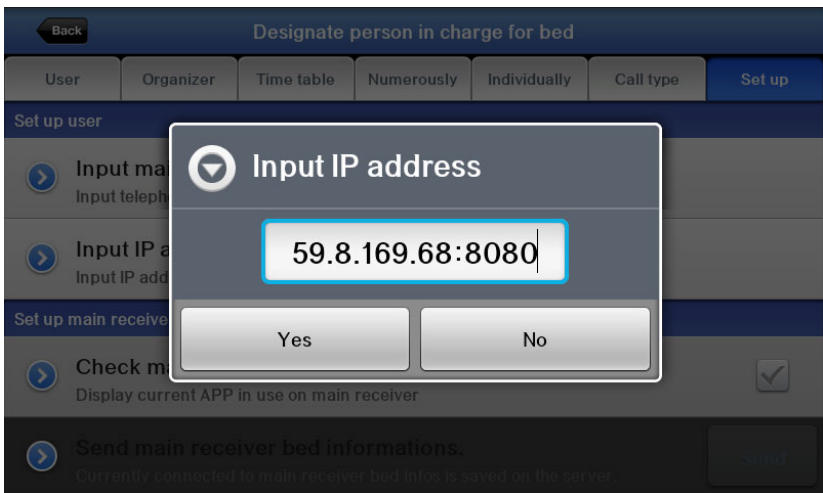 Back
Designate person in charge for bed
User Organizer Time table Numerously Individually Call type Set up
Set up user
Input IP address
Input mai
Input teleph
59.8.169.68:8080
Input IP a
Input IP add
Set up main receive
Yes No
Check m
Display current APP in use on main receiver
Send main receiver bed informations.
Send
Currently connected to main receiver bed infos is saved on the server.